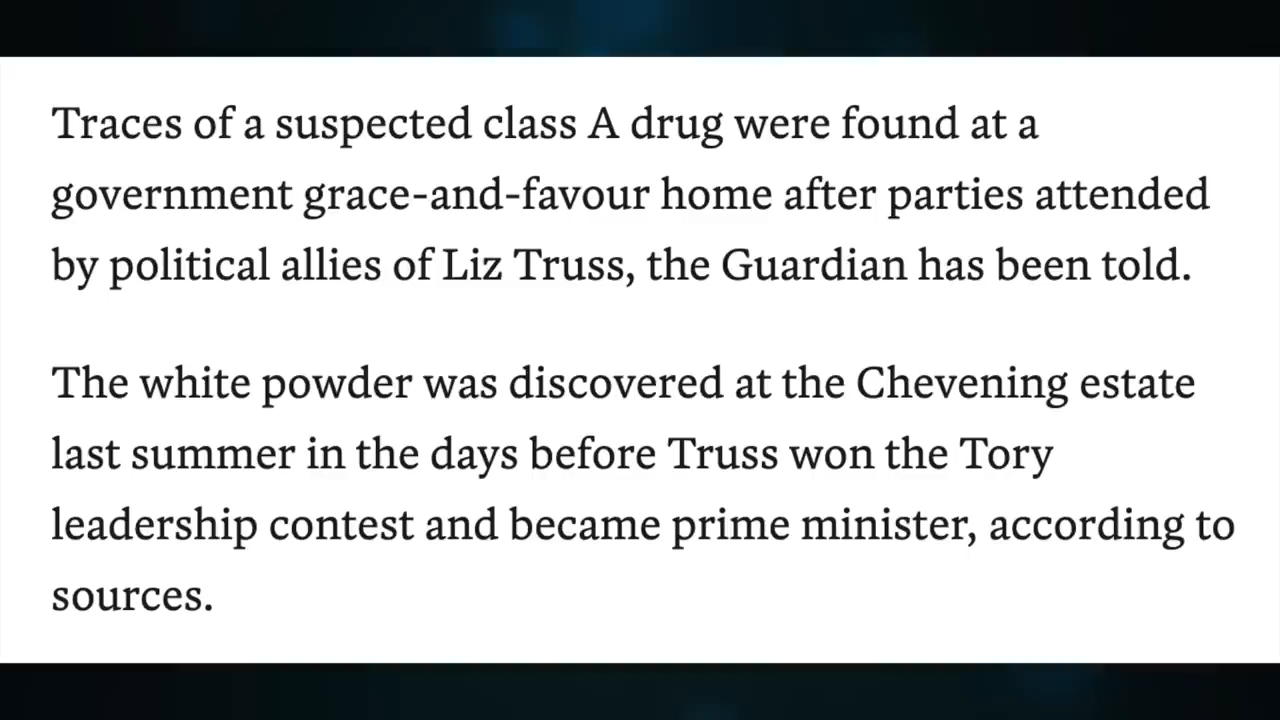 Traces of a suspected class A drug were found at a
government grace-and-favour home after parties attended
by political allies of Liz Truss, the Guardian has been told.
The white powder was discovered at the Chevening estate
last summer in the days before Truss won the Tory
leadership contest and became prime minister, according to
sources.